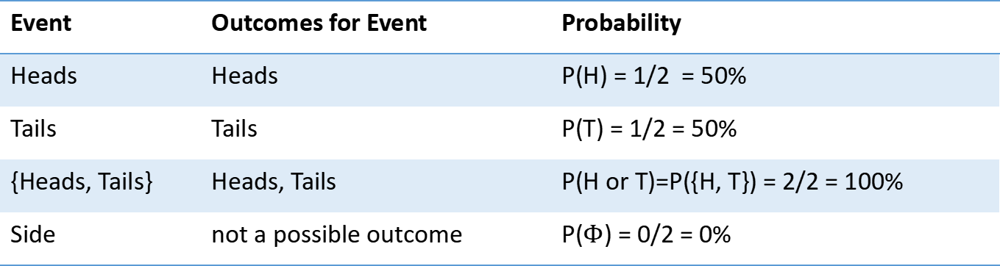 Event Outcomes for Event Probability
Heads Heads P(H) = 1/2  = 50%
Tails Tails P(T) = 1/2 = 50%
{Heads, Tails} Heads, Tails P(H or T)=P({H, T}) = 2/2 = 100%
Side not a possible outcome P(Φ) = 0/2 = 0%